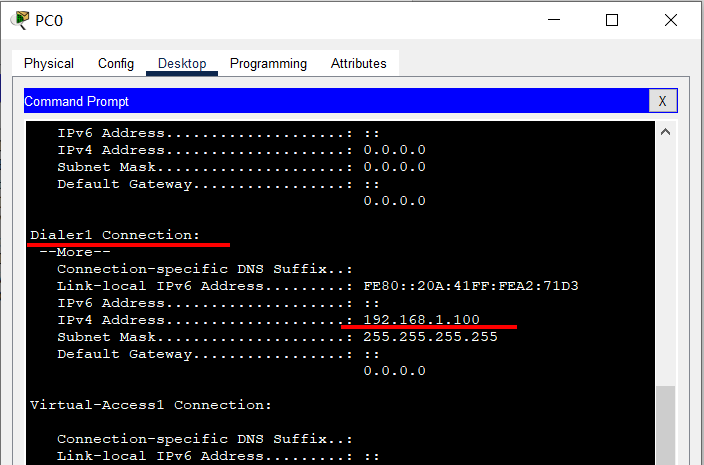 PC0
Physical Config Desktop Programming Attributes
Command Prompt X
IPv6 Address....................: ::
IPv4 Address....................: 0.0.0.0
Subnet Mask.....................: 0.0.0.0
Default Gateway.................: ::
0.0.0.0
Dialer1 Connection:
--More--
Connection-specific DNS Suffix..:
Link-local IPv6 Address.........: FE80::20A:41FF:FEA2:71D3
IPv6 Address....................: ::
IPv4 Address....................: 192.168.1.100
Subnet Mask.....................: 255.255.255.255
Default Gateway.................: ::
0.0.0.0
Virtual-Access1 Connection:
Connection-specific DNS Suffix..:
Link-local IPv6 Address.........: ::